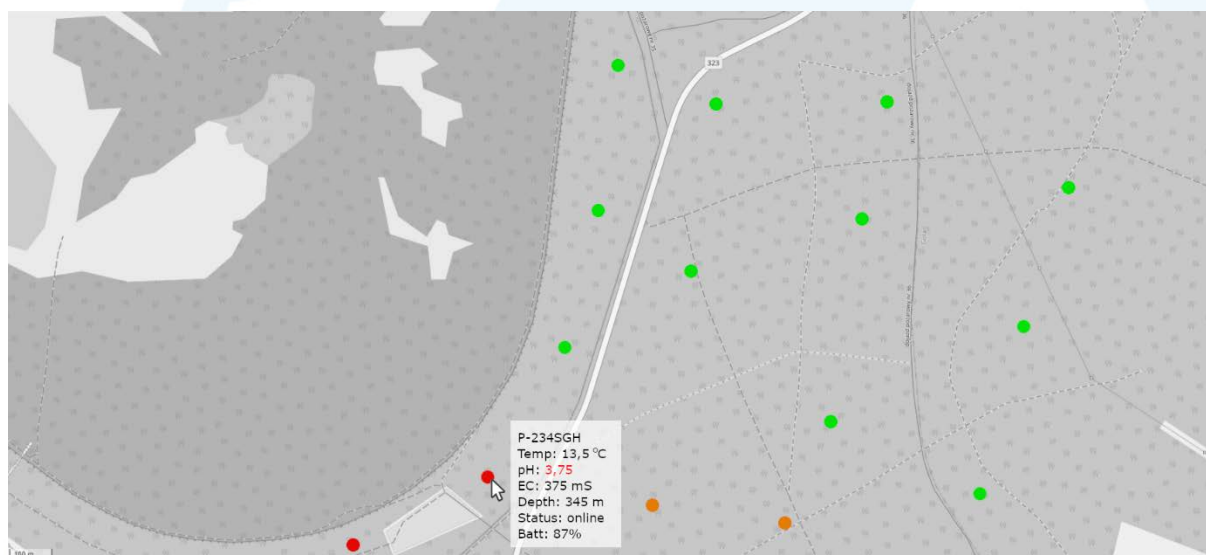 323
P-234SGH
Temp: 13,5 °C
pH: 3,75
EC: 375 mS
Depth: 345 m
Status: online
Batt: 87%